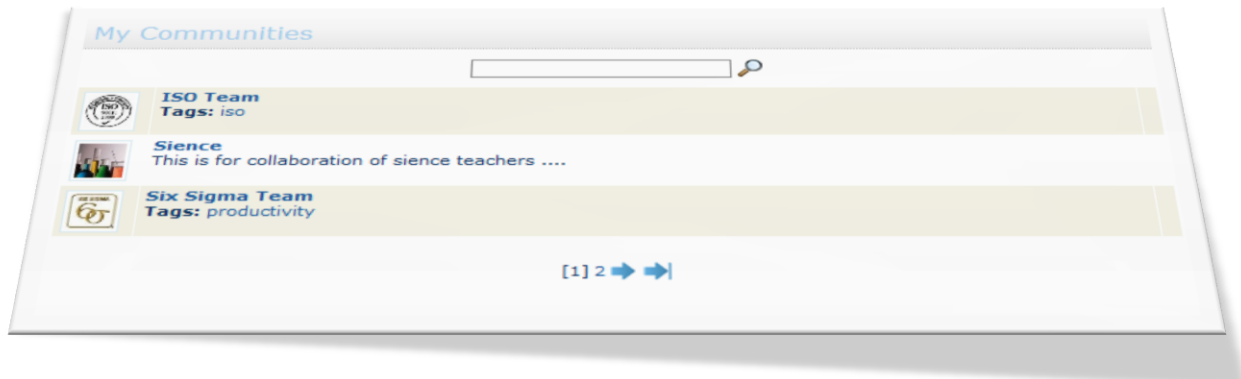 My Communities
ISO Team
Tags: iso
Sience
This is for collaboration of sience teachers ....
Six Sigma Team
Tags: productivity
[1] 2